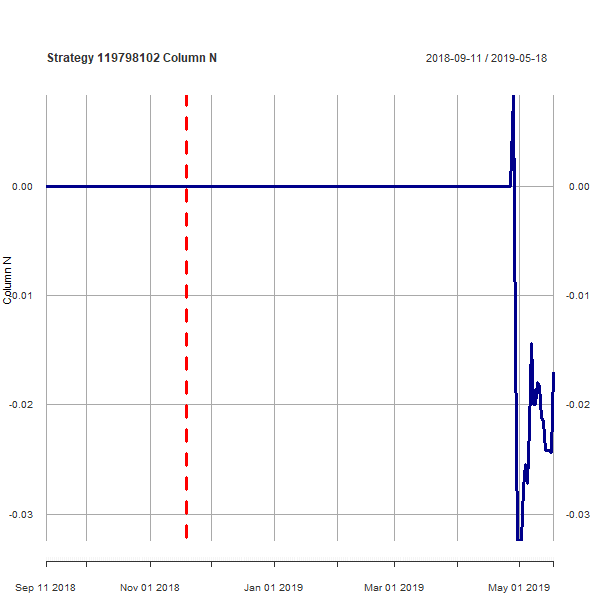 Strategy 119798102 Column N
2018-09-11 / 2019-05-18
0.00 0.00
Column N
-0.01 -0.01
-0.02 -0.02
-0.03 -0.03
Sep 11 2018 Nov 01 2018 Jan 01 2019 Mar 01 2019 May 01 2019